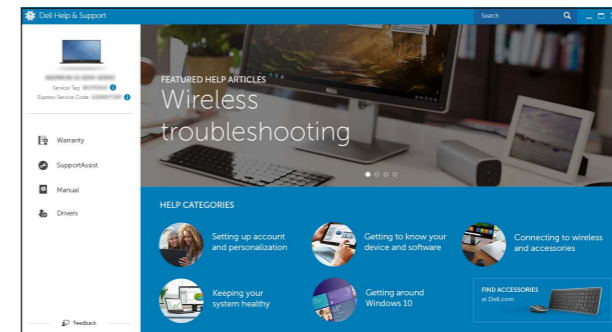 Dell Help & Support
Search
Service Tag
Express Service Code
Warranty
SupportAssist
Manual
Drivers
Feedback
FEATURED HELP ARTICLES
Wireless
troubleshooting
HELP CATEGORIES
Setting up account
and personalization
Getting to know your
device and software
Connecting to wireless
and accessories
Keeping your
system healthy
Getting around
Windows 10
FIND ACCESSORIES
at Dell.com